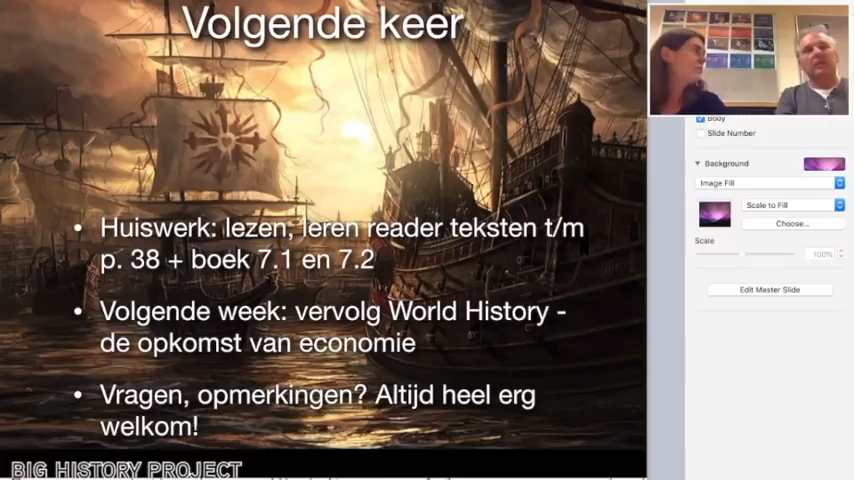 Volgende keer
• Huiswerk: lezen, leren reader teksten t/m
p. 38 + boek 7.1 en 7.2
• Volgende week: vervolg World History -
de opkomst van economie
• Vragen, opmerkingen? Altijd heel erg
welkom!
BIG HISTORY PROJECT
Body
Slide Number
Background
Image Fill
Scale to Fill
Choose...
Scale
100%
Edit Master Slide